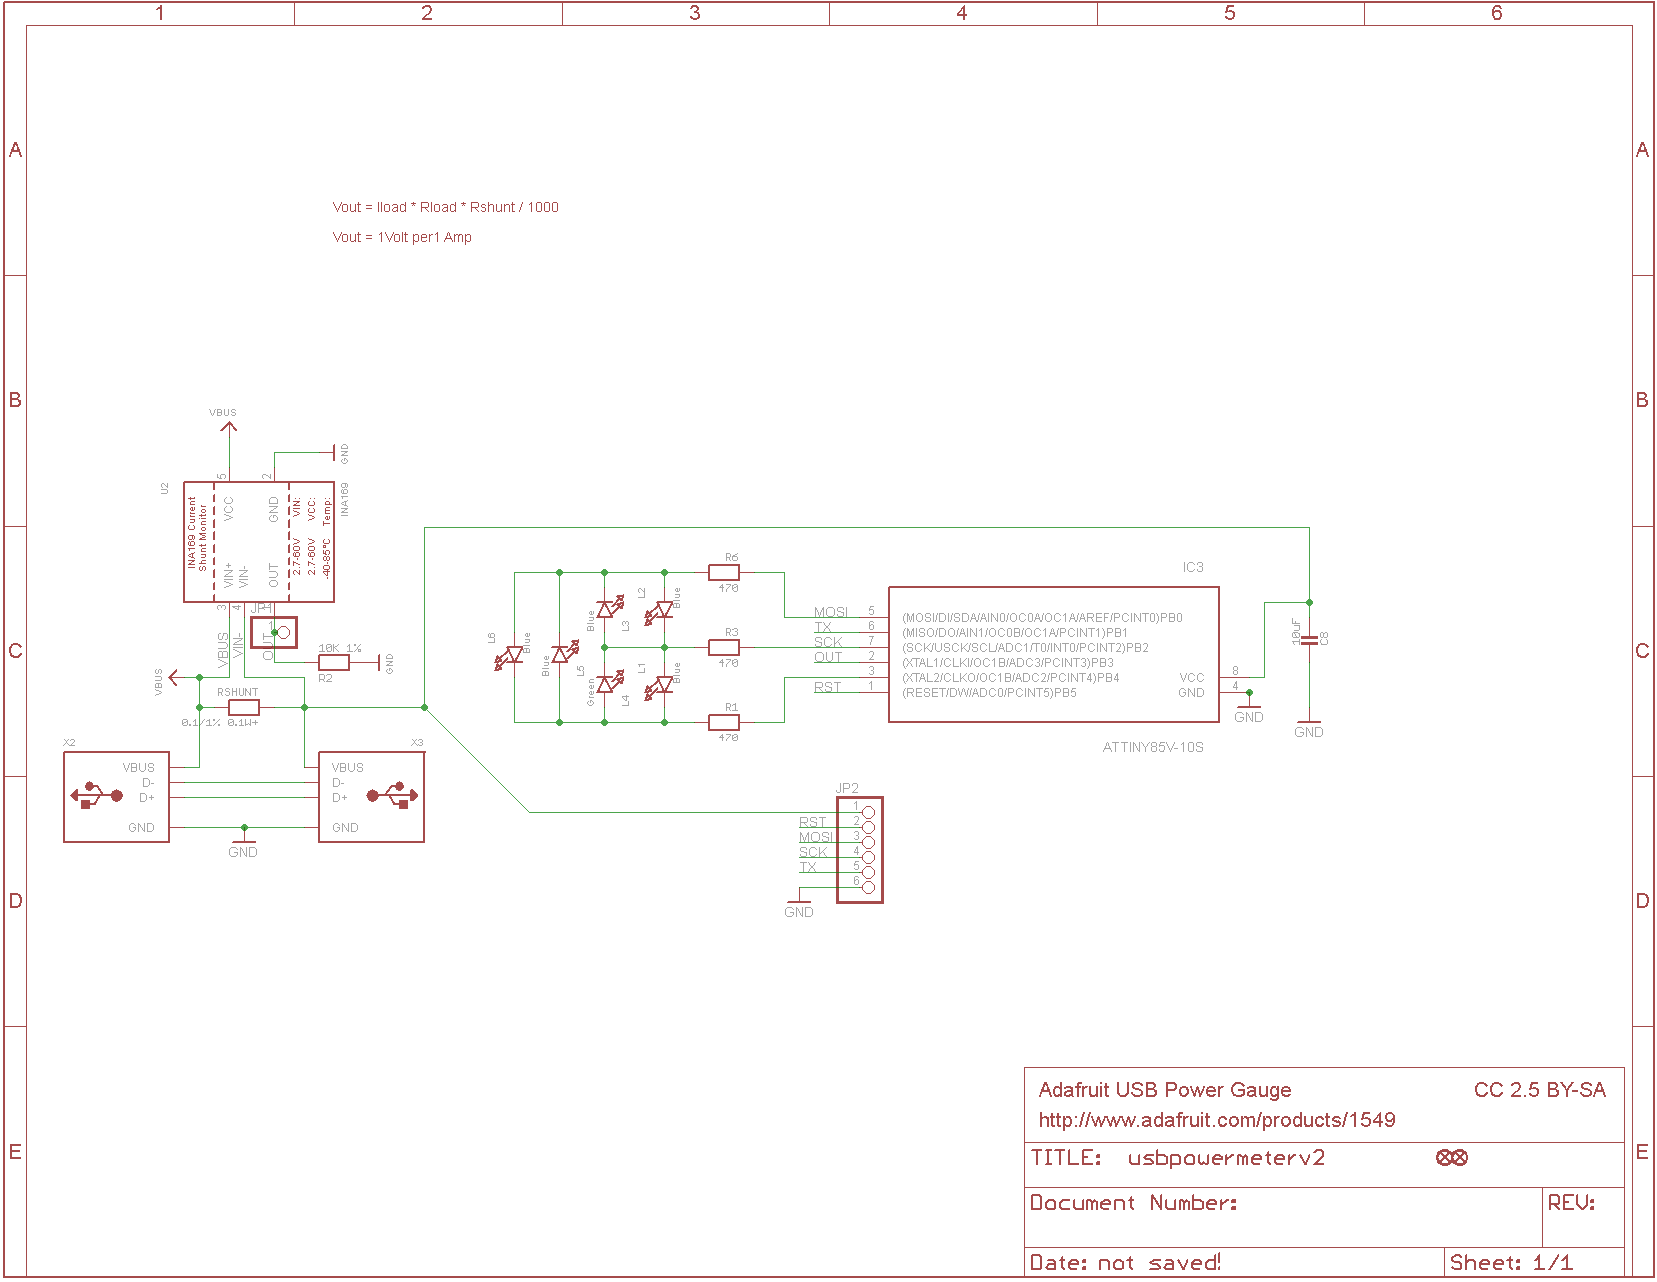 1 2 3 4 5 6
A A
Vout = Iload * Rload * Rshunt / 1000
Vout = 1Volt per1 Amp
B B
VBUS
GND
5 2
U2
INA169 Current
Shunt Monitor
VCC
GND
VIN+
VIN-
OUT
VIN:
2.7-60V
VCC:
2.7-60V
Temp:
-40-85°C
INA169
3 4 1
JP1
1
VBUS
VIN-
OUT
10K 1%
R2
GND
VBUS
RSHUNT
0.1/1% 0.1W+
C C
L6
Blue
Blue
L5
Blue
L3
L2
Blue
Green
L4
L1
Blue
R6
470
R3
470
R1
470
IC3
MOSI 5 (MOSI/DI/SDA/AIN0/OC0A/OC1A/AREF/PCINT0)PB0
TX 6 (MISO/DO/AIN1/OC0B/OC1A/PCINT1)PB1
SCK 7 (SCK/USCK/SCL/ADC1/T0/INT0/PCINT2)PB2
OUT 2 (XTAL1/CLKI/OC1B/ADC3/PCINT3)PB3
3 (XTAL2/CLKO/OC1B/ADC2/PCINT4)PB4 VCC 8
RST 1 (RESET/DW/ADC0/PCINT5)PB5 GND 4
ATTINY85V-10S
10uF
C8
GND
GND
X2
VBUS
D-
D+
GND
X3
VBUS
D-
D+
GND
GND
JP2
1
RST 2
MOSI 3
SCK 4
TX 5
6
GND
D D
E E
Adafruit USB Power Gauge CC 2.5 BY-SA
http://www.adafruit.com/products/1549
TITLE: usbpowermeterv2
Document Number: REV:
Date: not saved! Sheet: 1/1